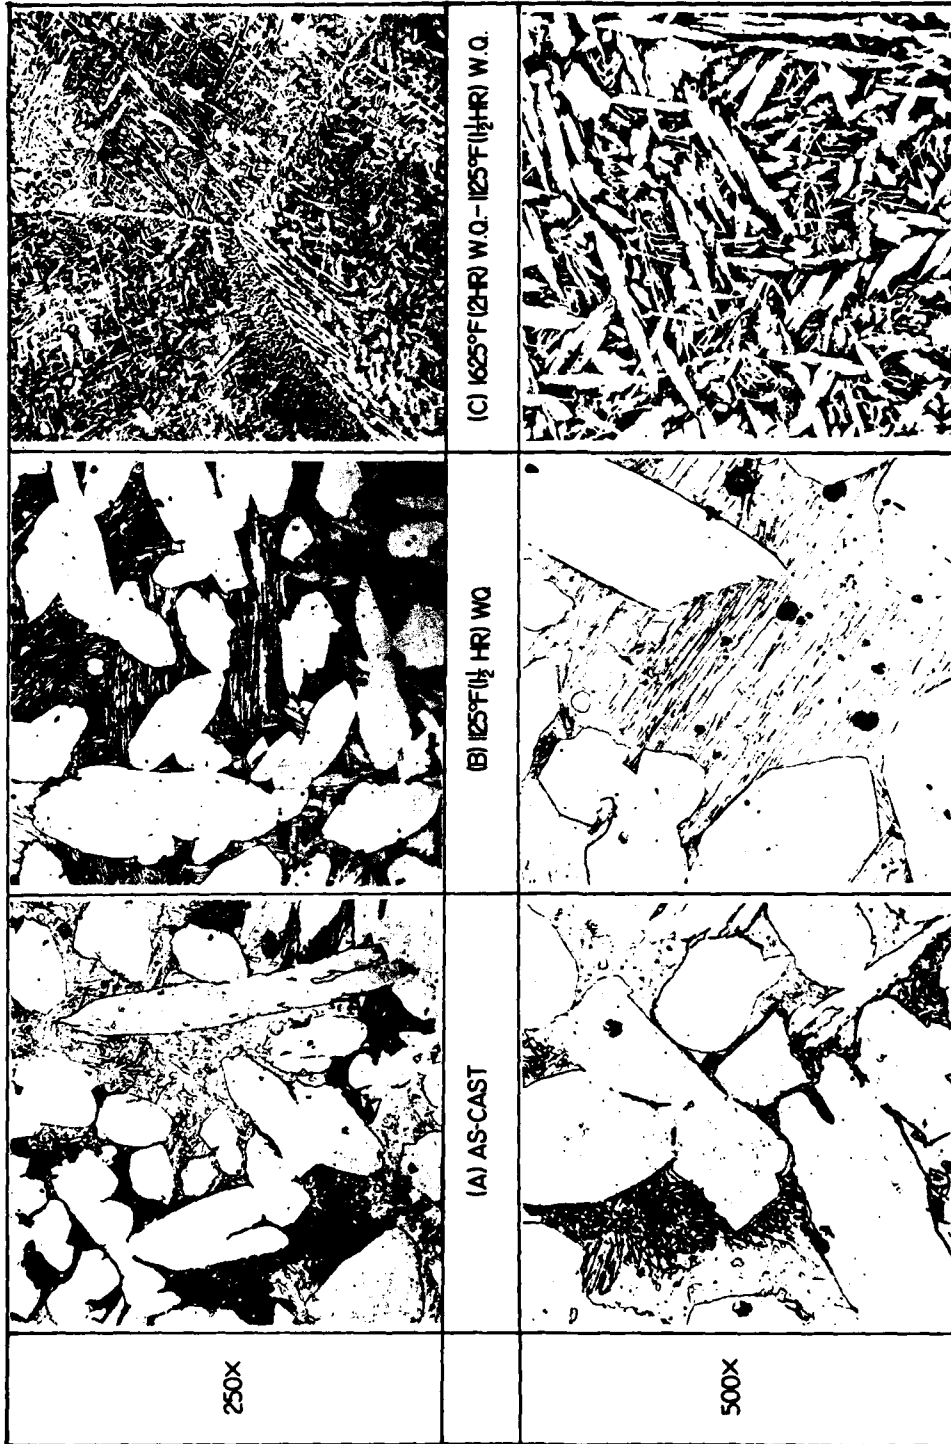 250X
(A) AS-CAST
(B) 1125°F(1½ HR) WQ
(C) 1625°F(2HR) W.Q.-1125°F(1½HR) W.Q.
500X